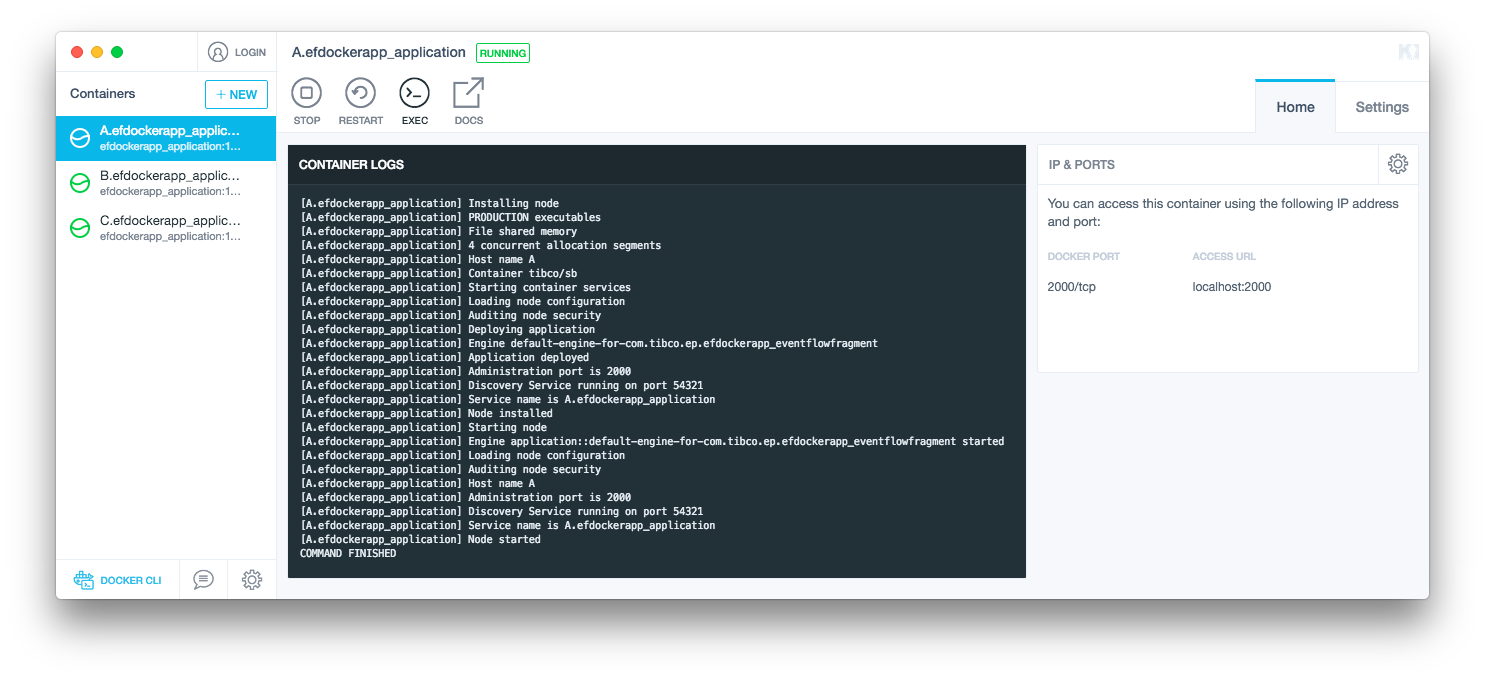 LOGIN
A.efdockerapp_application RUNNING
Containers
+ NEW
STOP RESTART EXEC DOCS
Home Settings
A.efdockerapp_applic...
efdockerapp_application:1...
B.efdockerapp_applic...
efdockerapp_application:1...
C.efdockerapp_applic...
efdockerapp_application:1...
DOCKER CLI
CONTAINER LOGS
[A.efdockerapp_application] Installing node
[A.efdockerapp_application] PRODUCTION executables
[A.efdockerapp_application] File shared memory
[A.efdockerapp_application] 4 concurrent allocation segments
[A.efdockerapp_application] Host name A
[A.efdockerapp_application] Container tibco/sb
[A.efdockerapp_application] Starting container services
[A.efdockerapp_application] Loading node configuration
[A.efdockerapp_application] Auditing node security
[A.efdockerapp_application] Deploying application
[A.efdockerapp_application] Engine default-engine-for-com.tibco.ep.efdockerapp_eventflowfragment
[A.efdockerapp_application] Application deployed
[A.efdockerapp_application] Administration port is 2000
[A.efdockerapp_application] Discovery Service running on port 54321
[A.efdockerapp_application] Service name is A.efdockerapp_application
[A.efdockerapp_application] Node installed
[A.efdockerapp_application] Starting node
[A.efdockerapp_application] Engine application::default-engine-for-com.tibco.ep.efdockerapp_eventflowfragment started
[A.efdockerapp_application] Loading node configuration
[A.efdockerapp_application] Auditing node security
[A.efdockerapp_application] Host name A
[A.efdockerapp_application] Administration port is 2000
[A.efdockerapp_application] Discovery Service running on port 54321
[A.efdockerapp_application] Service name is A.efdockerapp_application
[A.efdockerapp_application] Node started
COMMAND FINISHED
IP & PORTS
You can access this container using the following IP address
and port:
DOCKER PORT ACCESS URL
2000/tcp localhost:2000